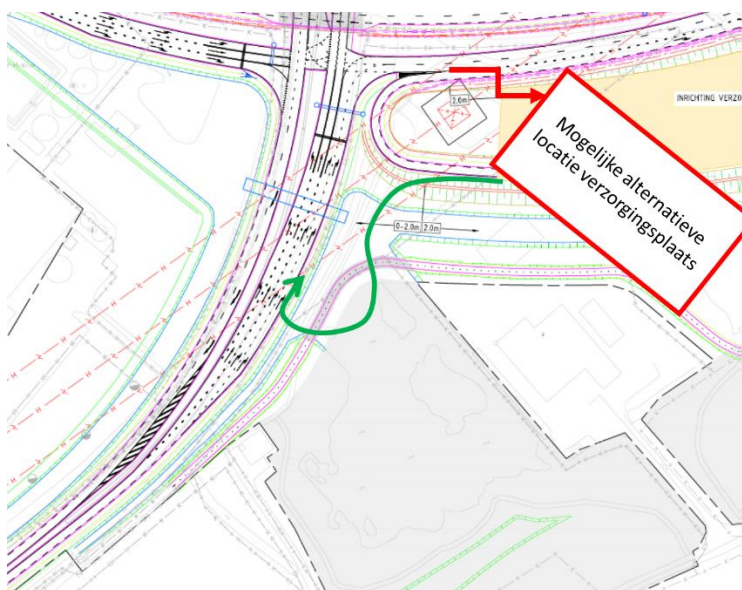 INRICHTING VERZO
2.0m
Mogelijke alternatieve
locatie verzorgingsplaats
0-2.0m 2.0m